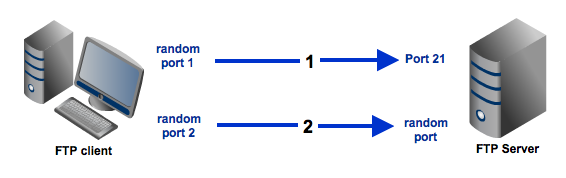 random
port 1
1
Port 21
random
port 2
2
random
port
FTP client
FTP Server